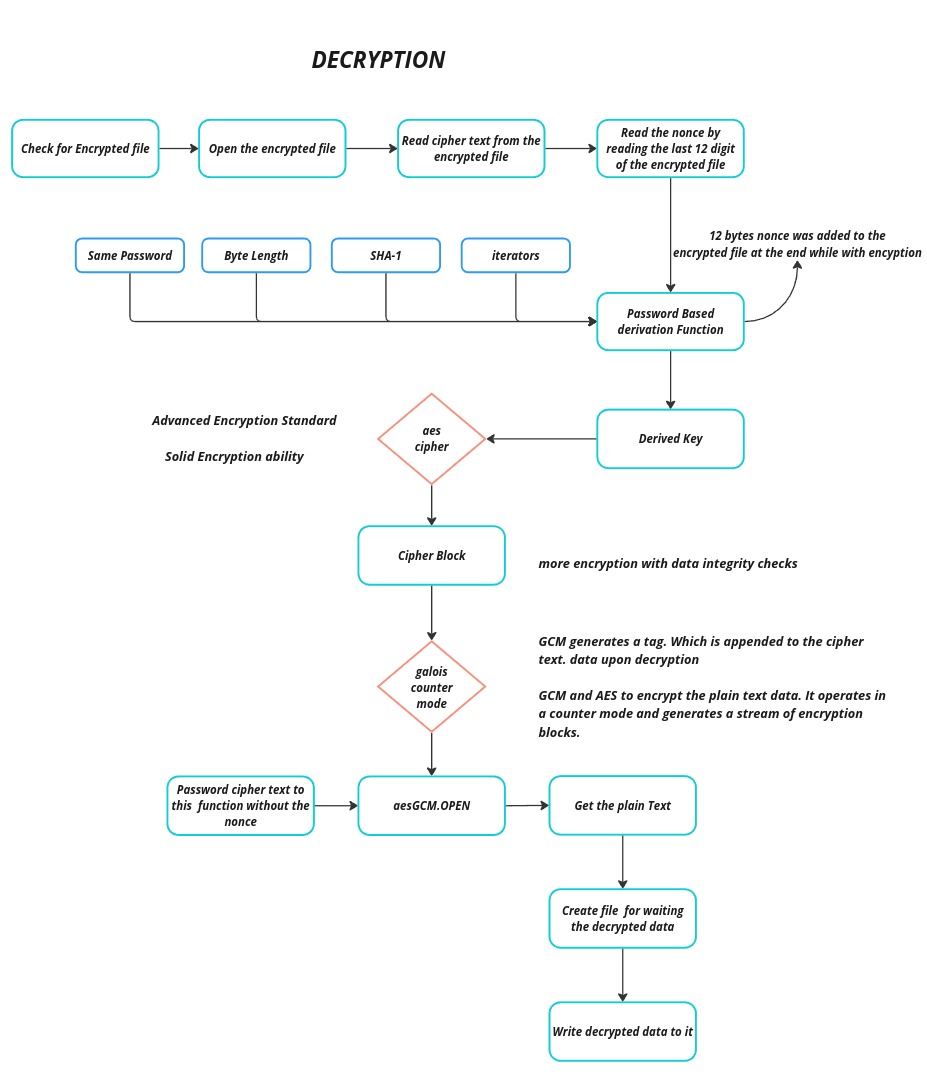 DECRYPTION
Check for Encrypted file
Open the encrypted file
Read cipher text from the
encrypted file
Read the nonce by
reading the last 12 digit
of the encrypted file
Same Password
Byte Length
SHA-1
iterators
12 bytes nonce was added to the
encrypted file at the end while with encyption
Password Based
derivation Function
Advanced Encryption Standard
Solid Encryption ability
aes
cipher
Derived Key
Cipher Block
more encryption with data integrity checks
galois
counter
mode
GCM generates a tag. Which is appended to the cipher
text. data upon decryption
GCM and AES to encrypt the plain text data. It operates in
a counter mode and generates a stream of encryption
blocks.
Password cipher text to
this function without the
nonce
aesGCM.OPEN
Get the plain Text
Create file for waiting
the decrypted data
Write decrypted data to it